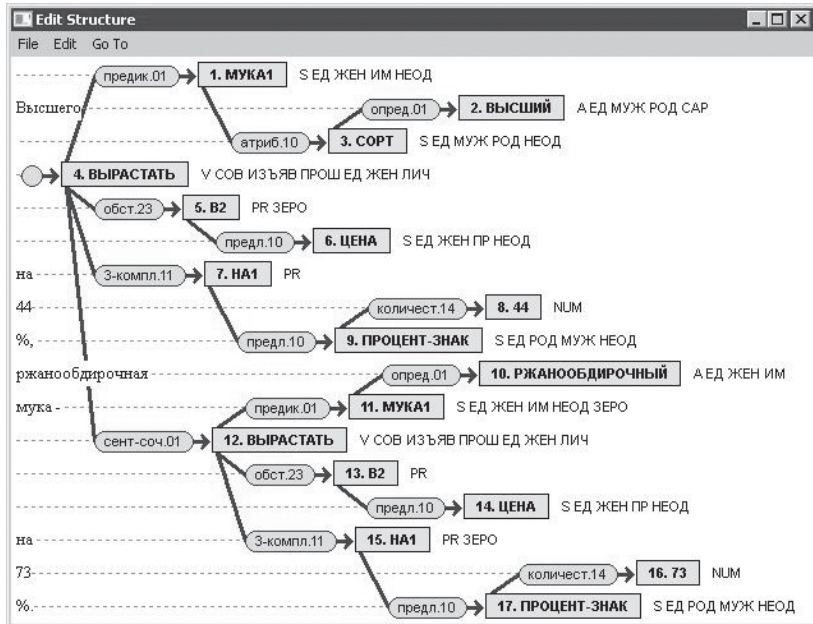 Edit Structure
File Edit Go To
предик.01 1. МУКА1 S ЕД ЖЕН ИМ НЕОД
Высшего опред.01 2. ВЫСШИЙ A ЕД МУЖ РОД САР
атриб.10 3. СОРТ S ЕД МУЖ РОД НЕОД
4. ВЫРАСТАТЬ V СОВ ИЗЪЯВ ПРОШ ЕД ЖЕН ЛИЧ
обст.23 5. В2 PR ЗЕРО
предл.10 6. ЦЕНА S ЕД ЖЕН ПР НЕОД
на 3-компл.11 7. НА1 PR
44 количест.14 8. 44 NUM
%, предл.10 9. ПРОЦЕНТ-ЗНАК S ЕД РОД МУЖ НЕОД
ржанообдирочная опред.01 10. РЖАНООБДИРОЧНЫЙ A ЕД ЖЕН ИМ
мука - предик.01 11. МУКА1 S ЕД ЖЕН ИМ НЕОД ЗЕРО
сент-соч.01 12. ВЫРАСТАТЬ V СОВ ИЗЪЯВ ПРОШ ЕД ЖЕН ЛИЧ
обст.23 13. В2 PR
предл.10 14. ЦЕНА S ЕД ЖЕН ПР НЕОД
на 3-компл.11 15. НА1 PR ЗЕРО
73 количест.14 16. 73 NUM
%. предл.10 17. ПРОЦЕНТ-ЗНАК S ЕД РОД МУЖ НЕОД